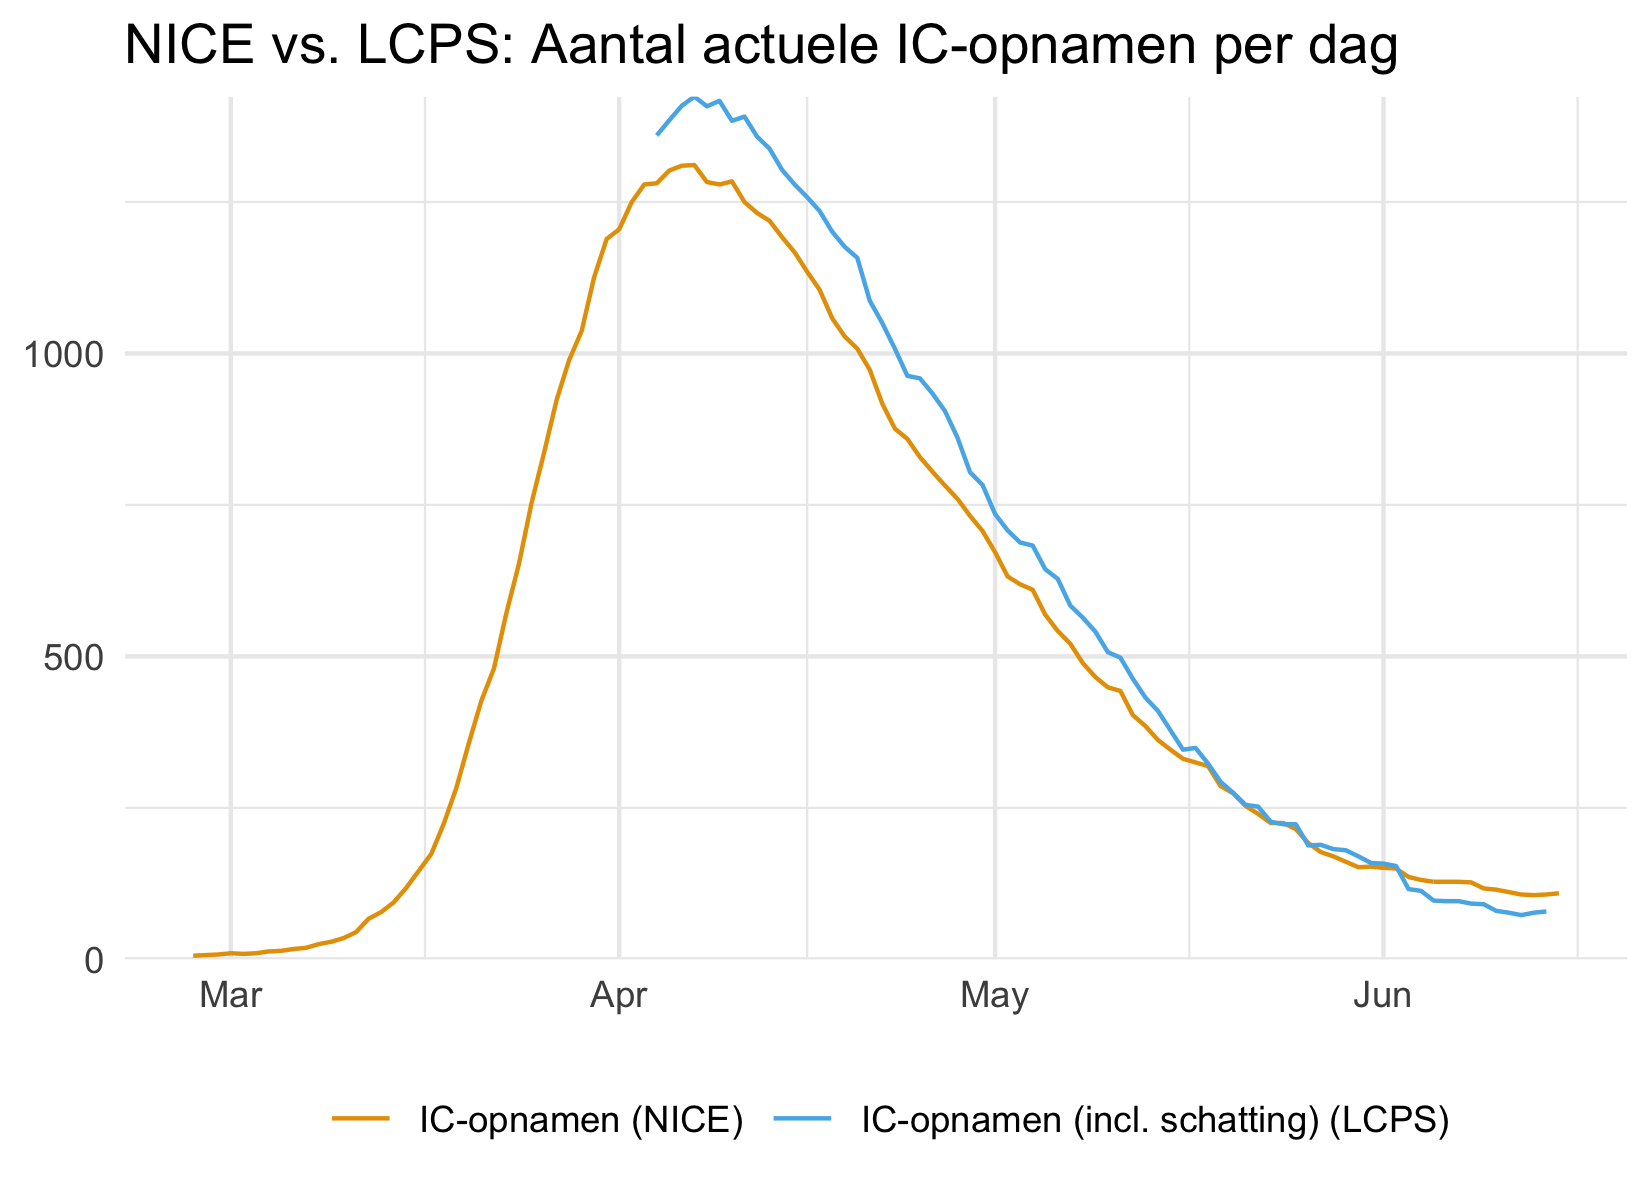 NICE vs. LCPS: Aantal actuele IC-opnamen per dag
1000
500
0
Mar Apr May Jun
IC-opnamen (NICE) IC-opnamen (incl. schatting) (LCPS)